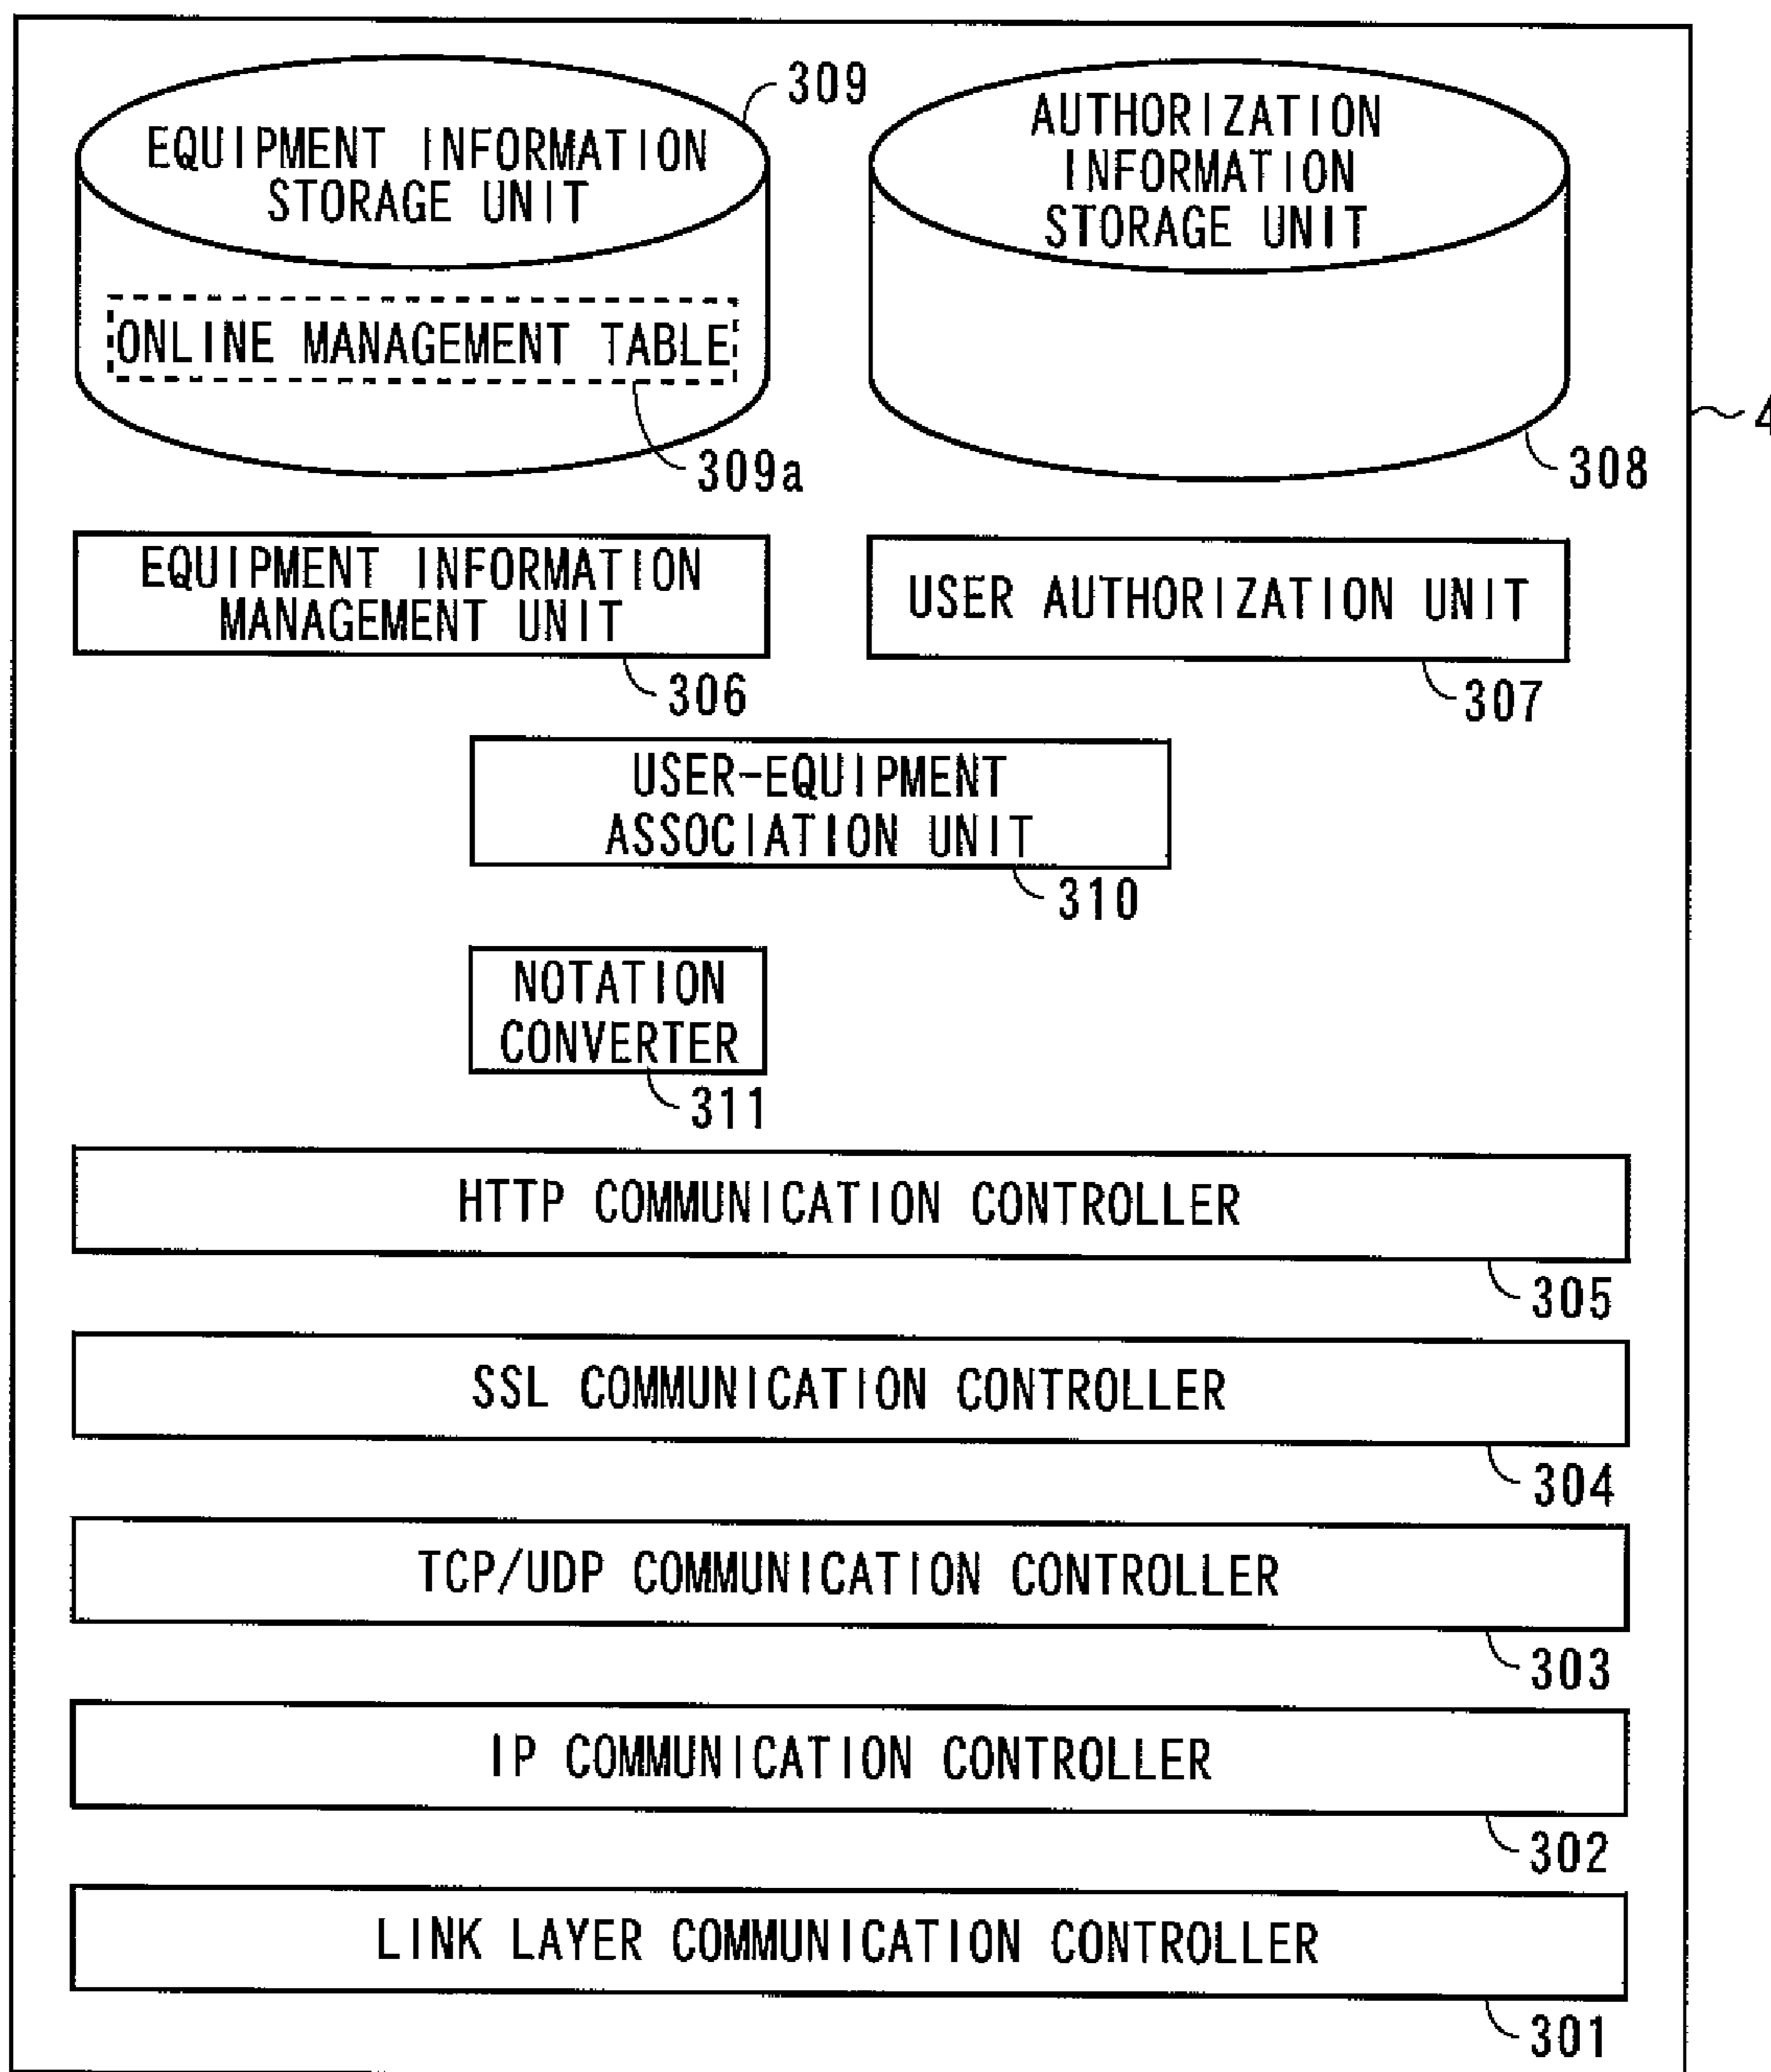 309
EQUIPMENT INFORMATION
STORAGE UNIT
ONLINE MANAGEMENT TABLE
309a
AUTHORIZATION
INFORMATION
STORAGE UNIT
308
4
EQUIPMENT INFORMATION
MANAGEMENT UNIT
306
USER AUTHORIZATION UNIT
307
USER-EQUIPMENT
ASSOCIATION UNIT
310
NOTATION
CONVERTER
311
HTTP COMMUNICATION CONTROLLER
305
SSL COMMUNICATION CONTROLLER
304
TCP/UDP COMMUNICATION CONTROLLER
303
IP COMMUNICATION CONTROLLER
302
LINK LAYER COMMUNICATION CONTROLLER
301